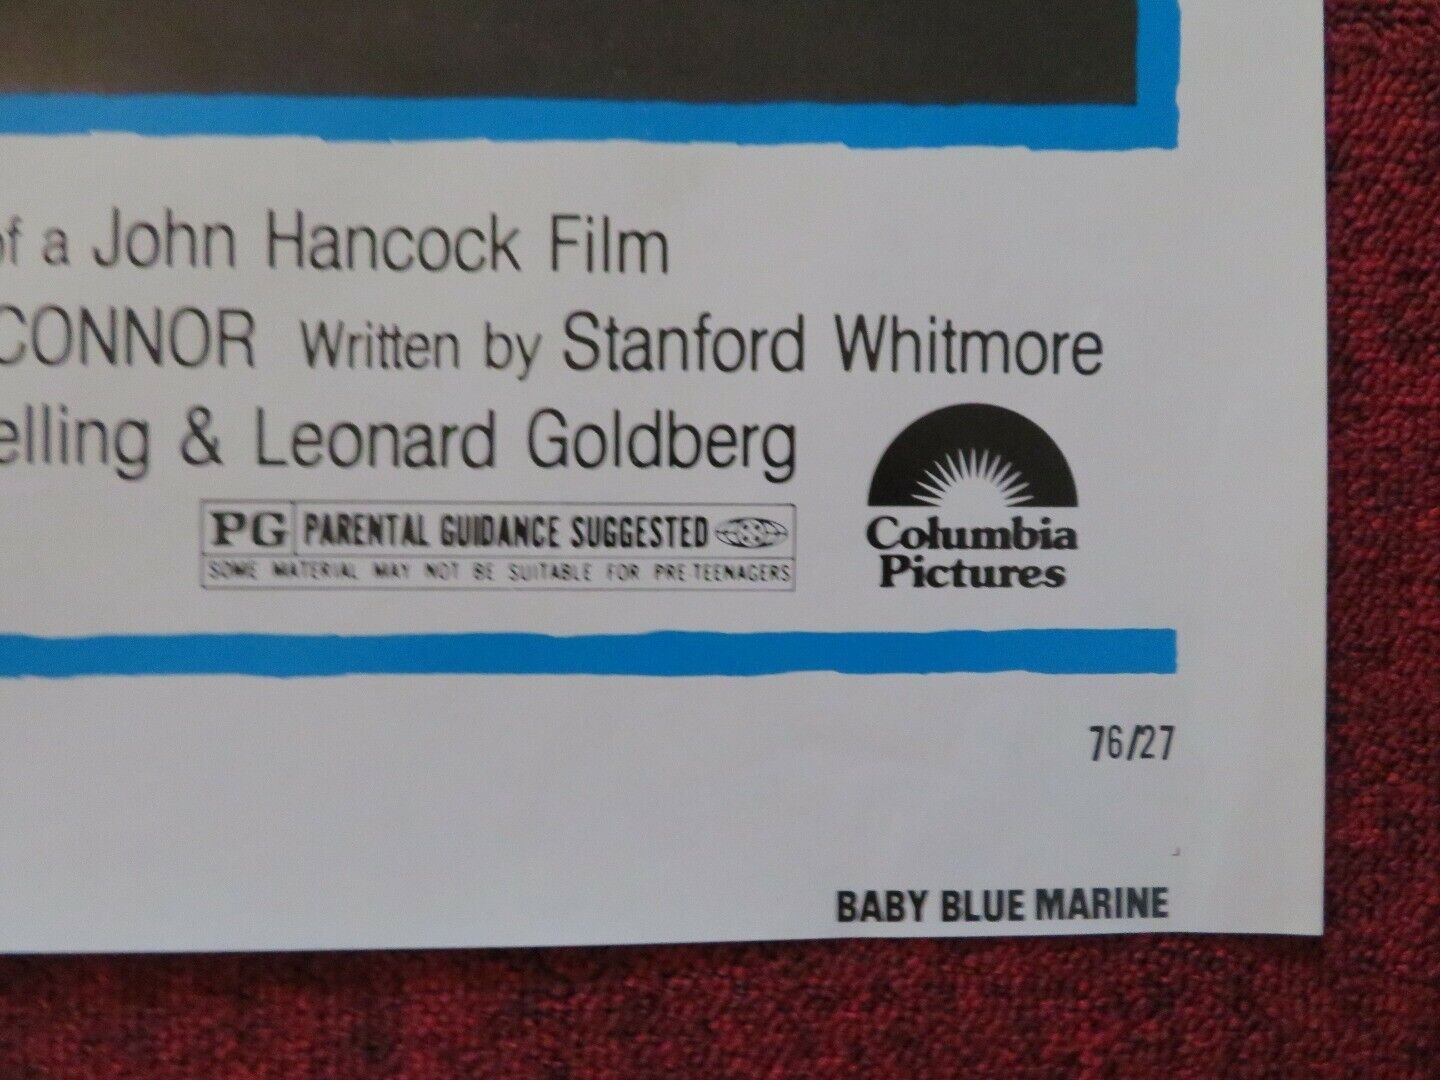 of a John Hancock Film
CONNOR Written by Stanford Whitmore
elling & Leonard Goldberg
PG PARENTAL GUIDANCE SUGGESTED
SOME MATERIAL MAY NOT BE SUITABLE FOR PRE-TEENAGERS
Columbia
Pictures
76/27
BABY BLUE MARINE